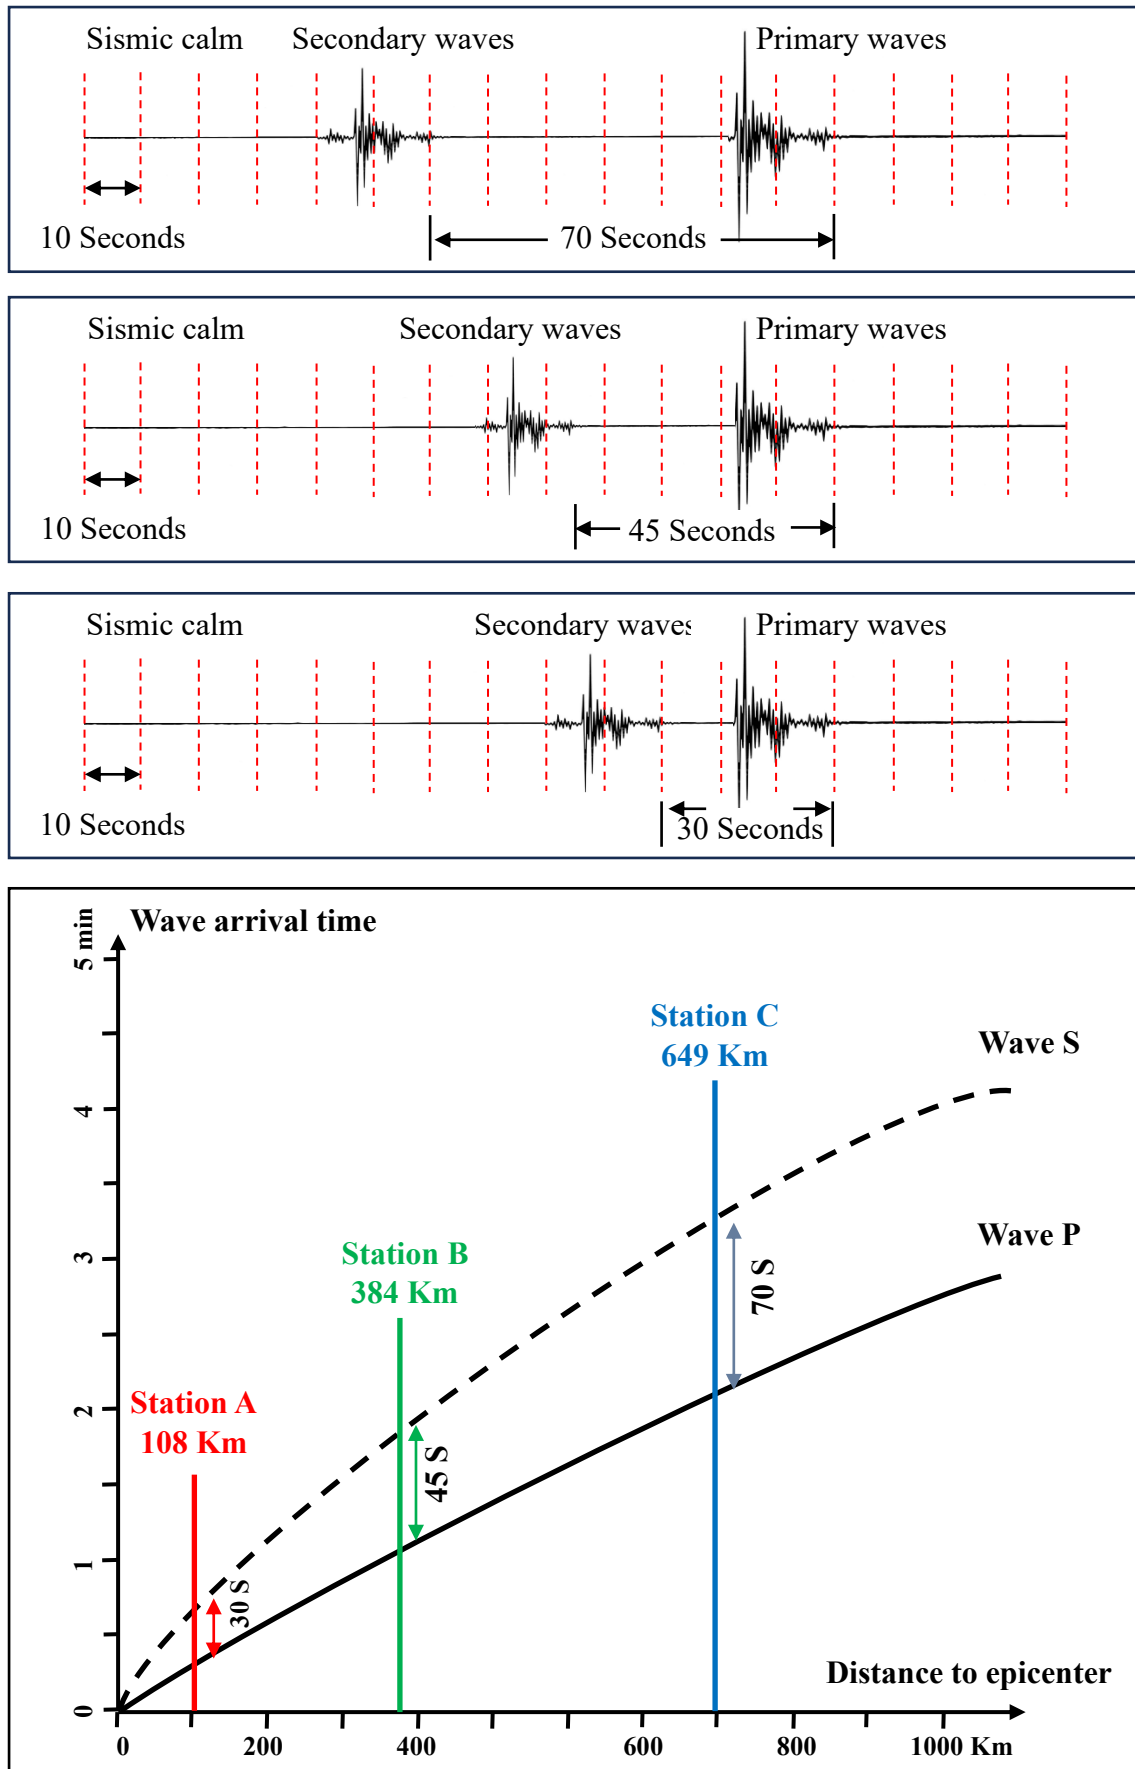 Sismic calm Secondary waves Primary waves
10 Seconds 70 Seconds
Sismic calm Secondary waves Primary waves
10 Seconds 45 Seconds
Sismic calm Secondary waves Primary waves
10 Seconds 30 Seconds
Wave arrival time
5 min
4
3
2
1
0
Station C
649 Km
Wave S
Wave P
Station B
384 Km
70 S
Station A
108 Km
45 S
30 S
Distance to epicenter
0 200 400 600 800 1000 Km